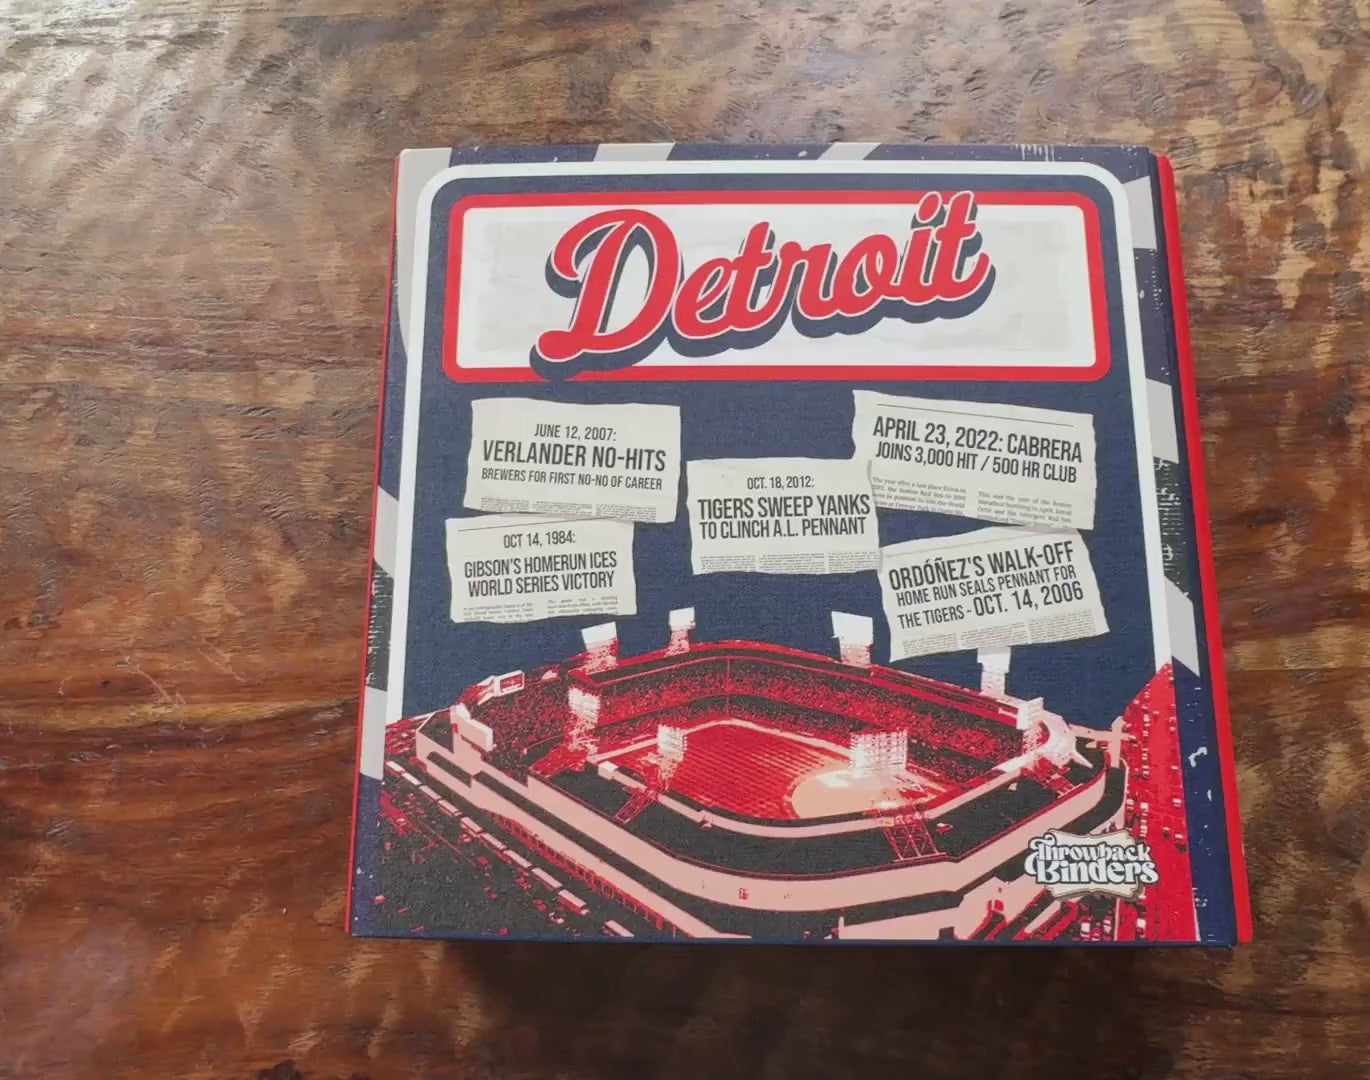 Detroit
JUNE 12, 2007:
VERLANDER NO-HITS
BREWERS FOR FIRST NO-NO OF CAREER
OCT 14, 1984:
GIBSON'S HOMERUN ICES
WORLD SERIES VICTORY
OCT. 18, 2012:
TIGERS SWEEP YANKS
TO CLINCH A.L. PENNANT
APRIL 23, 2022: CABRERA
JOINS 3,000 HIT / 500 HR CLUB
ORDÓÑEZ'S WALK-OFF
HOME RUN SEALS PENNANT FOR
THE TIGERS - OCT. 14, 2006
Throwback
Binders